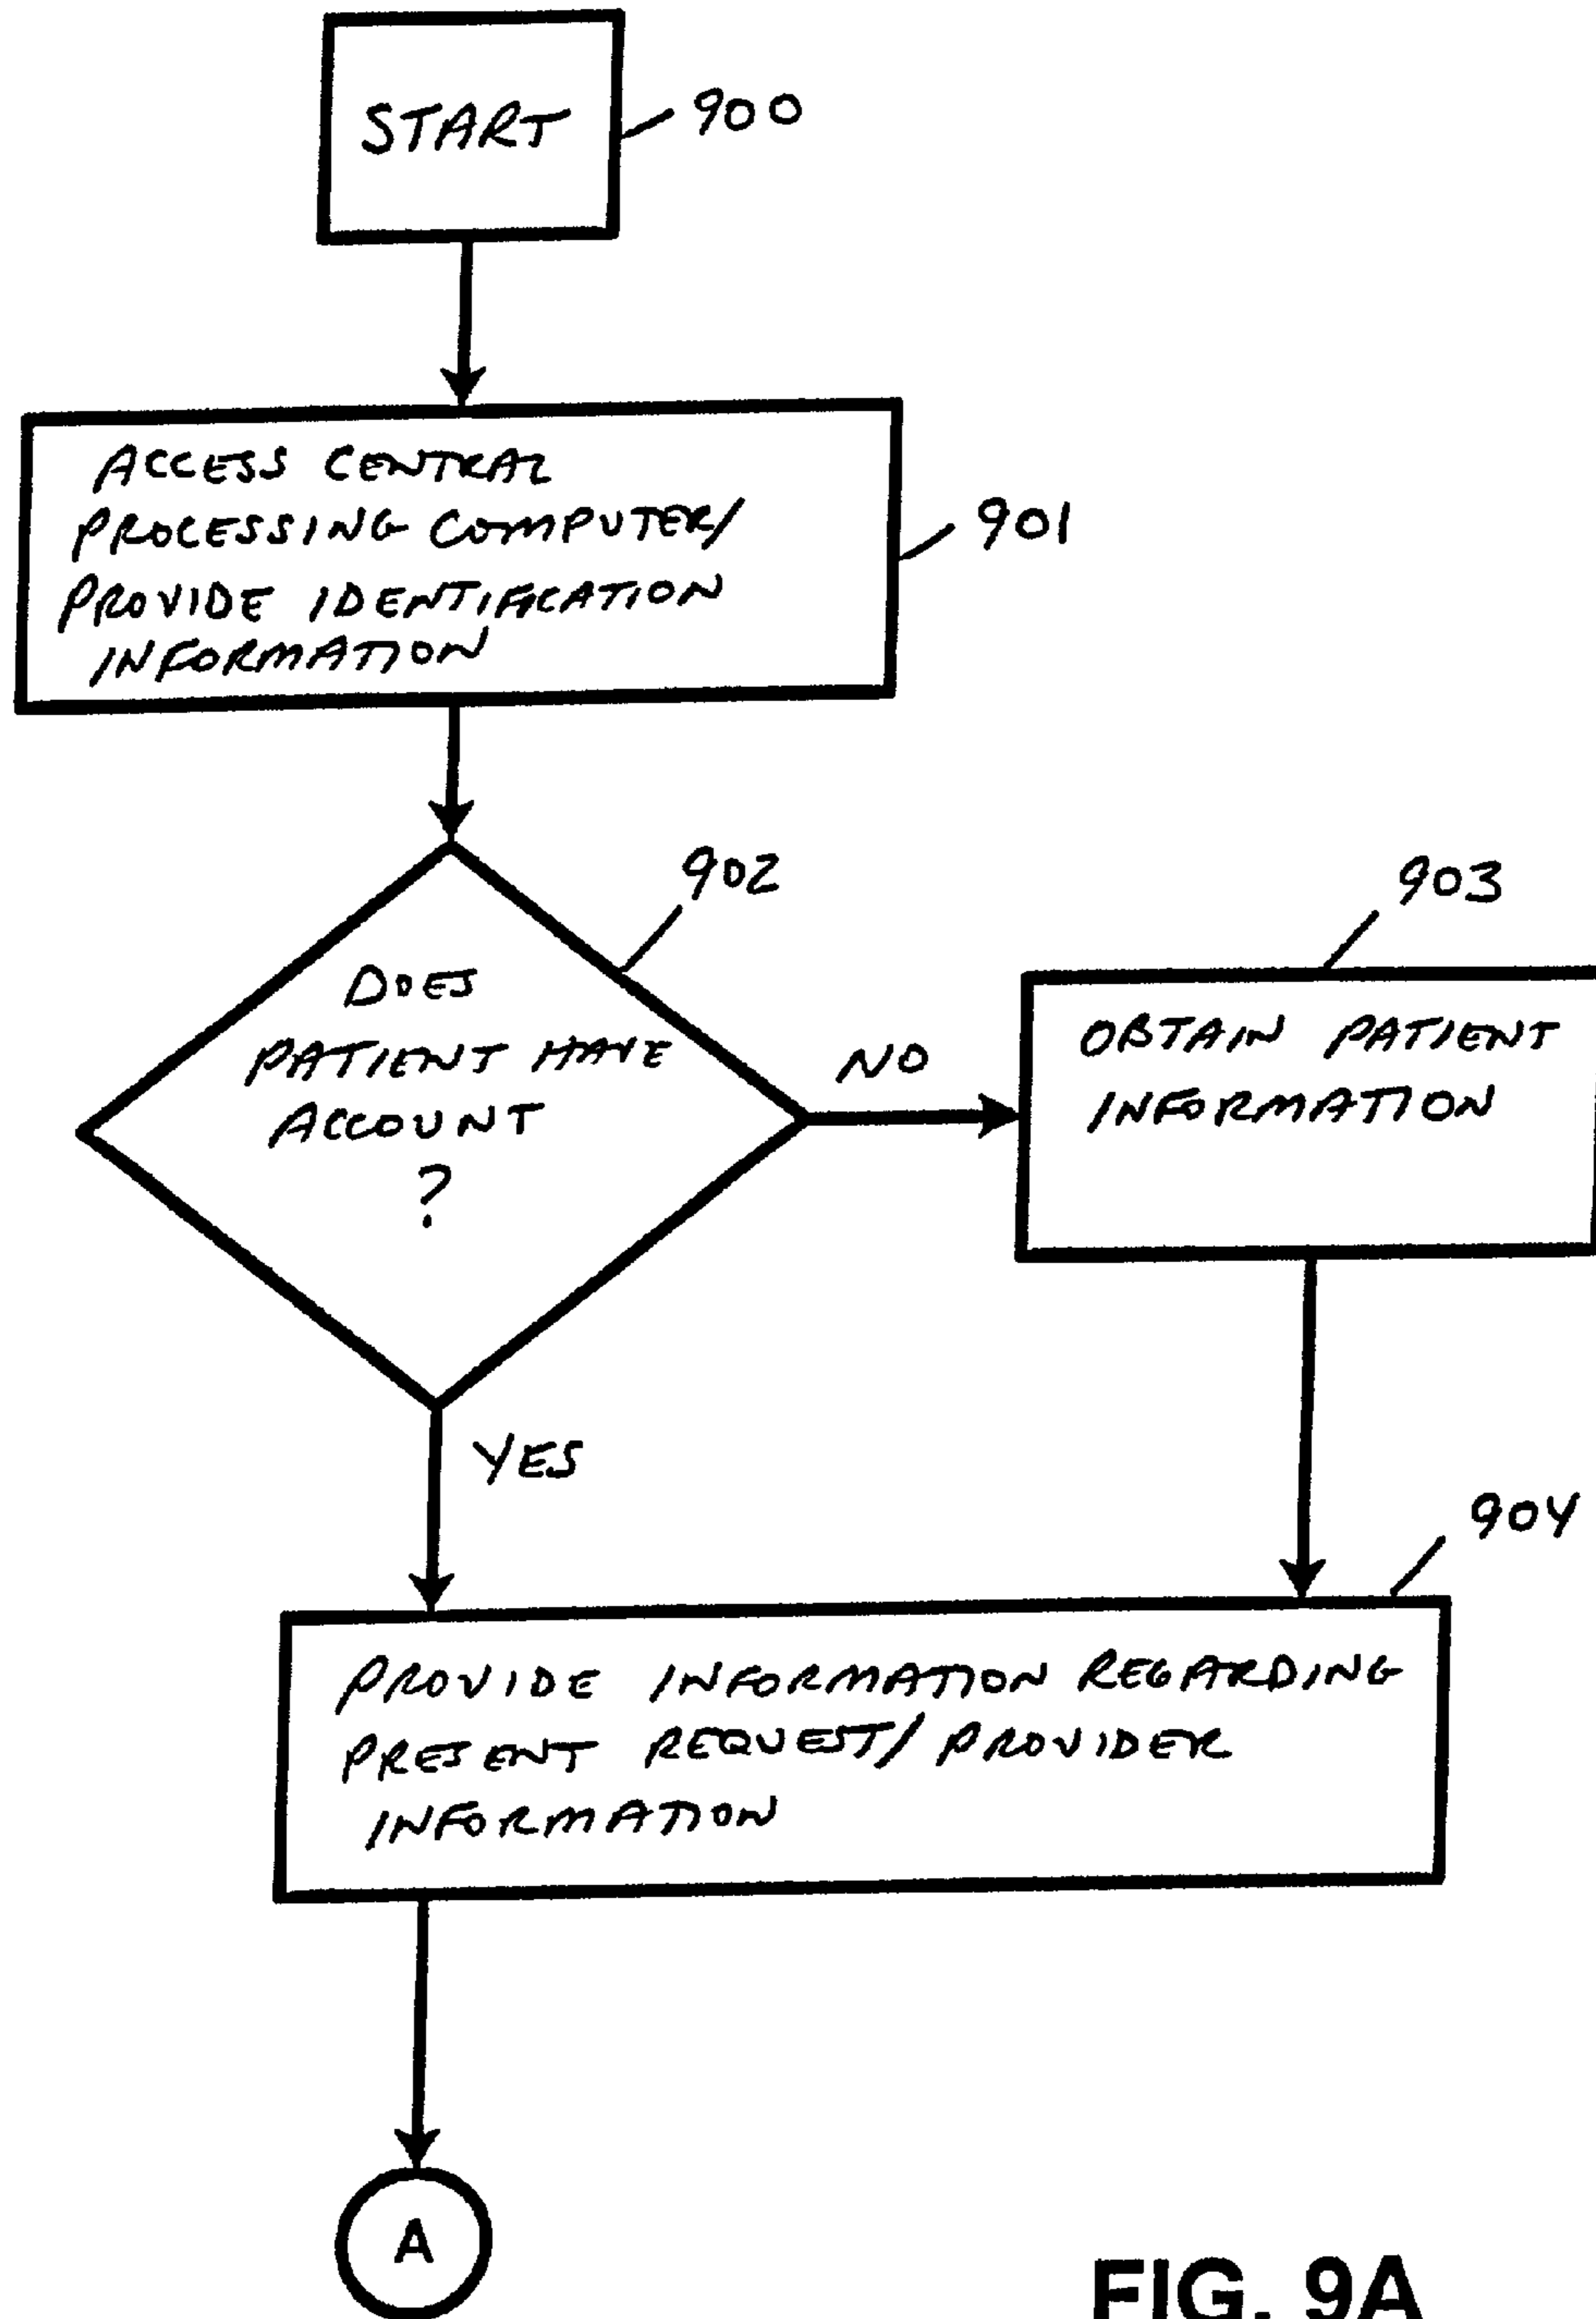 START
900
ACCESS CENTRAL
PROCESSING COMPUTER/
PROVIDE IDENTIFICATION
INFORMATION
901
902
DOES
PATIENT HAVE
ACCOUNT
?
NO
903
OBTAIN PATIENT
INFORMATION
YES
904
PROVIDE INFORMATION REGARDING
PRESENT REQUEST/PROVIDER
INFORMATION
A
FIG. 9A